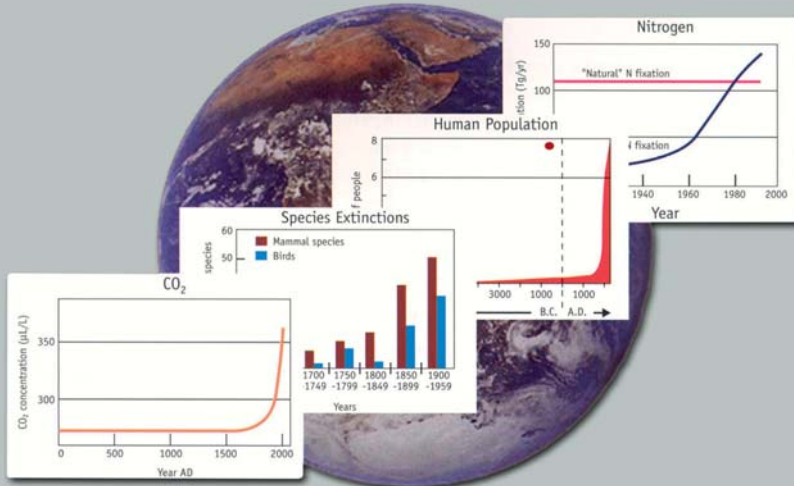 Nitrogen
150
100
"Natural" N fixation
N fixation
1940 1960 1980 2000
Year
Human Population
8
6
3000 1000 1000
B.C. A.D.
Species Extinctions
60
50
species
Mammal species
Birds
1700 1750 1800 1850 1900
-1749 -1799 -1849 -1899 -1959
Years
CO₂
CO₂ concentration (µL/L)
350
300
0 500 1000 1500 2000
Year AD